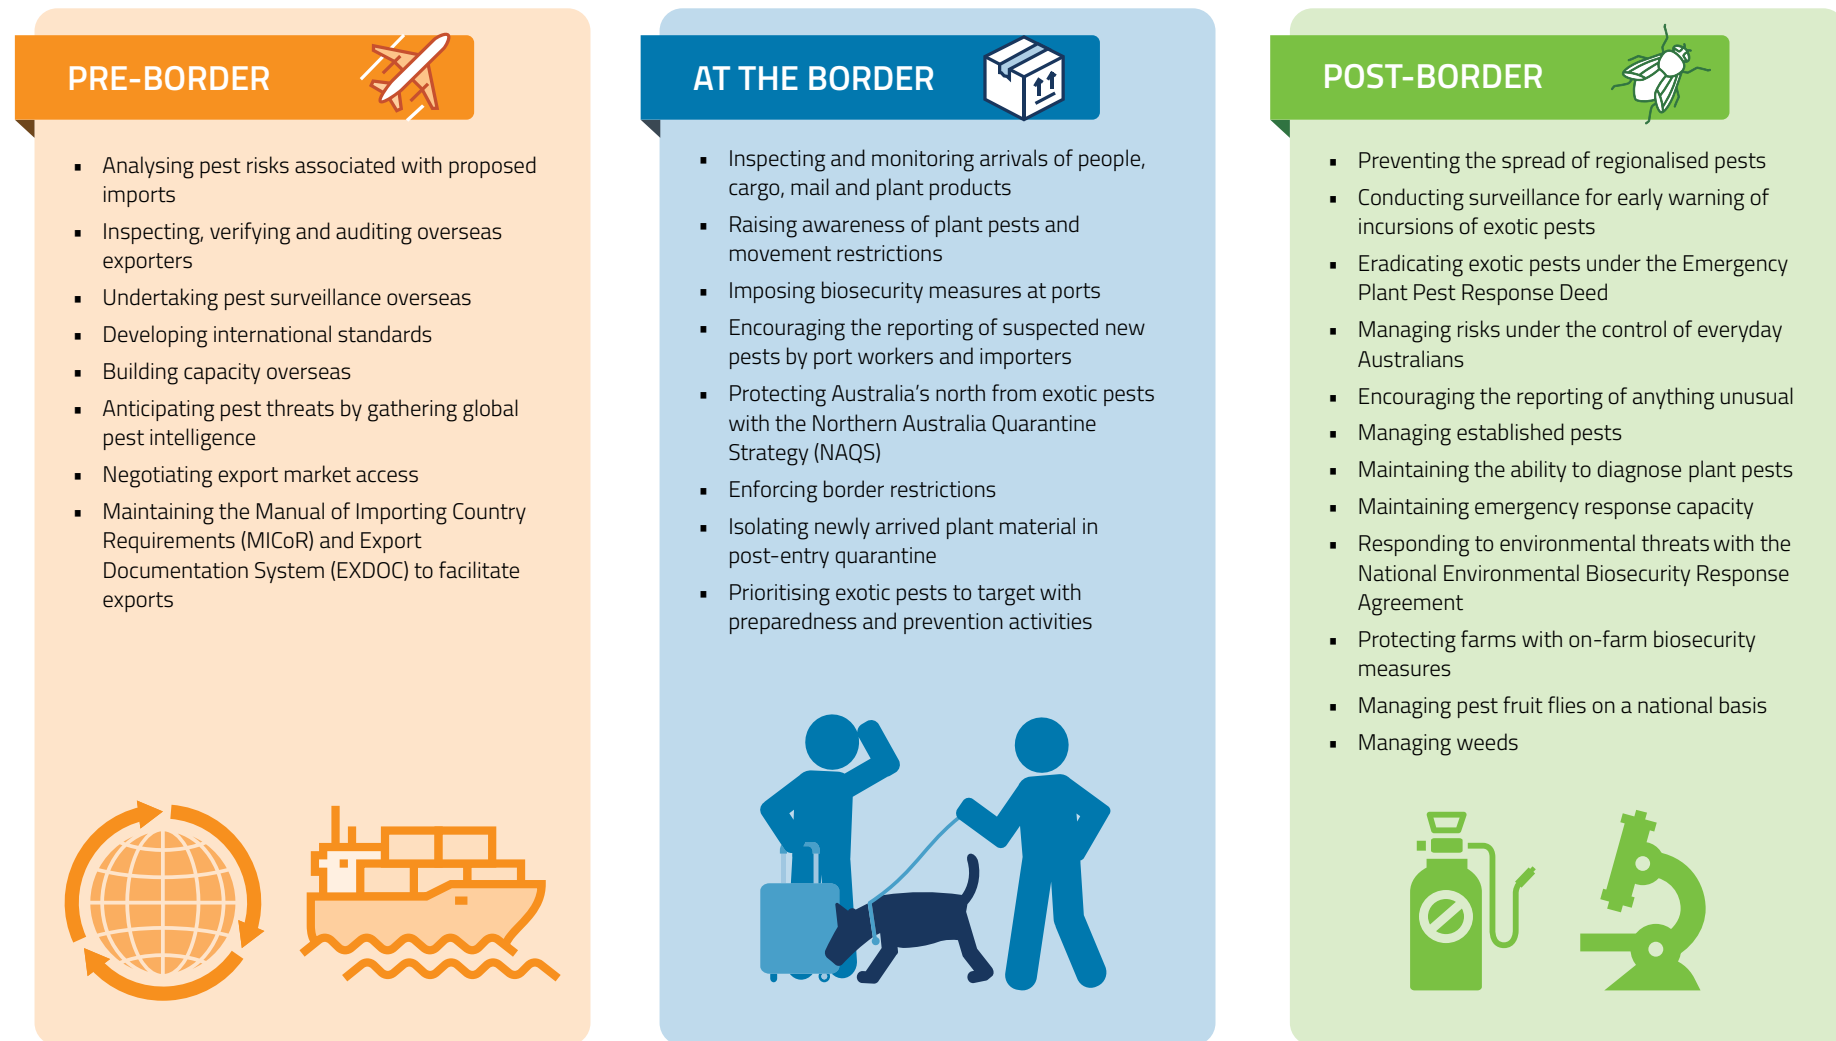 PRE-BORDER
▪ Analysing pest risks associated with proposed
imports
▪ Inspecting, verifying and auditing overseas
exporters
▪ Undertaking pest surveillance overseas
▪ Developing international standards
▪ Building capacity overseas
▪ Anticipating pest threats by gathering global
pest intelligence
▪ Negotiating export market access
▪ Maintaining the Manual of Importing Country
Requirements (MICoR) and Export
Documentation System (EXDOC) to facilitate
exports
AT THE BORDER
▪ Inspecting and monitoring arrivals of people,
cargo, mail and plant products
▪ Raising awareness of plant pests and
movement restrictions
▪ Imposing biosecurity measures at ports
▪ Encouraging the reporting of suspected new
pests by port workers and importers
▪ Protecting Australia’s north from exotic pests
with the Northern Australia Quarantine
Strategy (NAQS)
▪ Enforcing border restrictions
▪ Isolating newly arrived plant material in
post-entry quarantine
▪ Prioritising exotic pests to target with
preparedness and prevention activities
POST-BORDER
▪ Preventing the spread of regionalised pests
▪ Conducting surveillance for early warning of
incursions of exotic pests
▪ Eradicating exotic pests under the Emergency
Plant Pest Response Deed
▪ Managing risks under the control of everyday
Australians
▪ Encouraging the reporting of anything unusual
▪ Managing established pests
▪ Maintaining the ability to diagnose plant pests
▪ Maintaining emergency response capacity
▪ Responding to environmental threats with the
National Environmental Biosecurity Response
Agreement
▪ Protecting farms with on-farm biosecurity
measures
▪ Managing pest fruit flies on a national basis
▪ Managing weeds